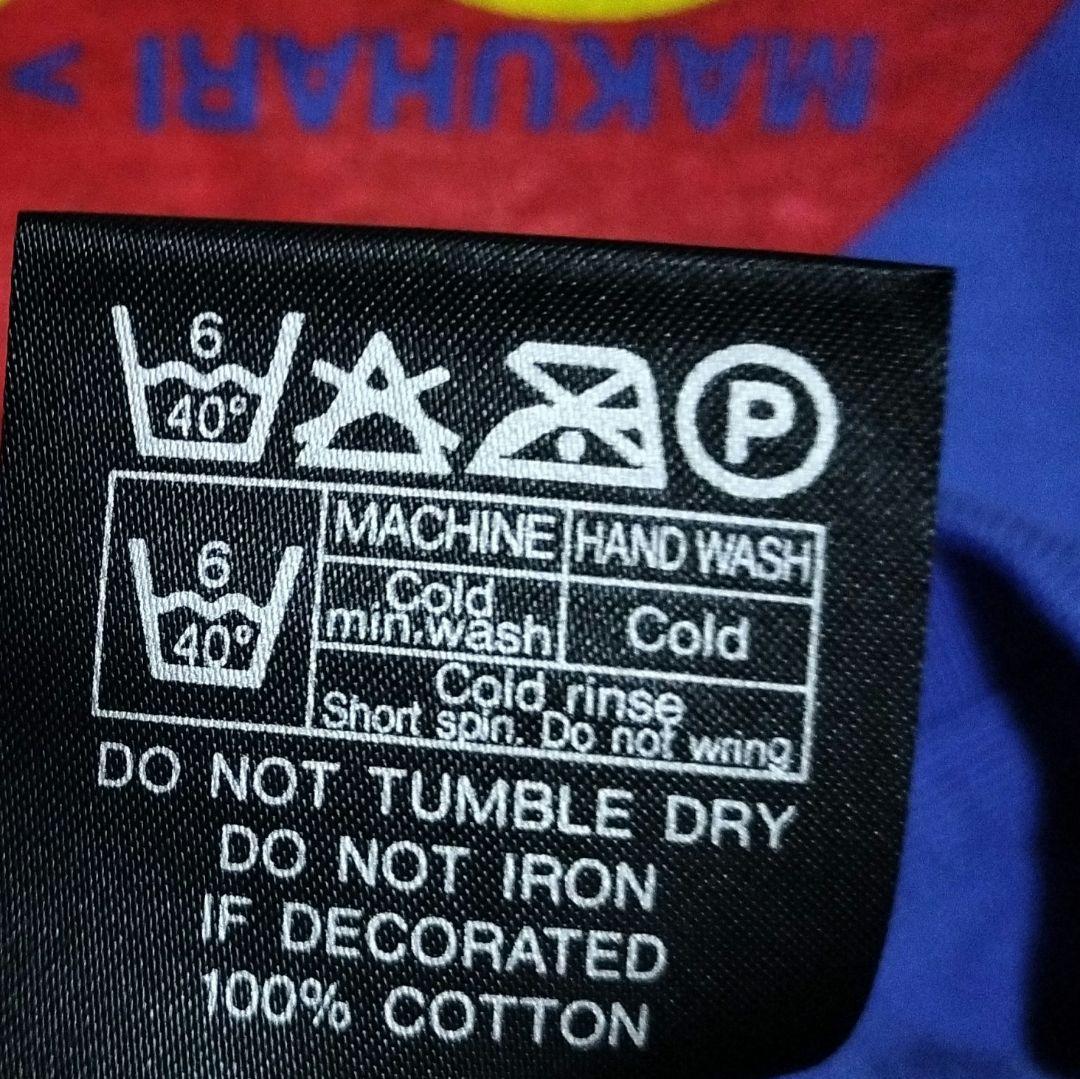 MAKUHARI >
6
40°
P
6
40°
MACHINE
HAND WASH
Cold
min.wash
Cold
Cold rinse
Short spin. Do not wring
DO NOT TUMBLE DRY
DO NOT IRON
IF DECORATED
100% COTTON